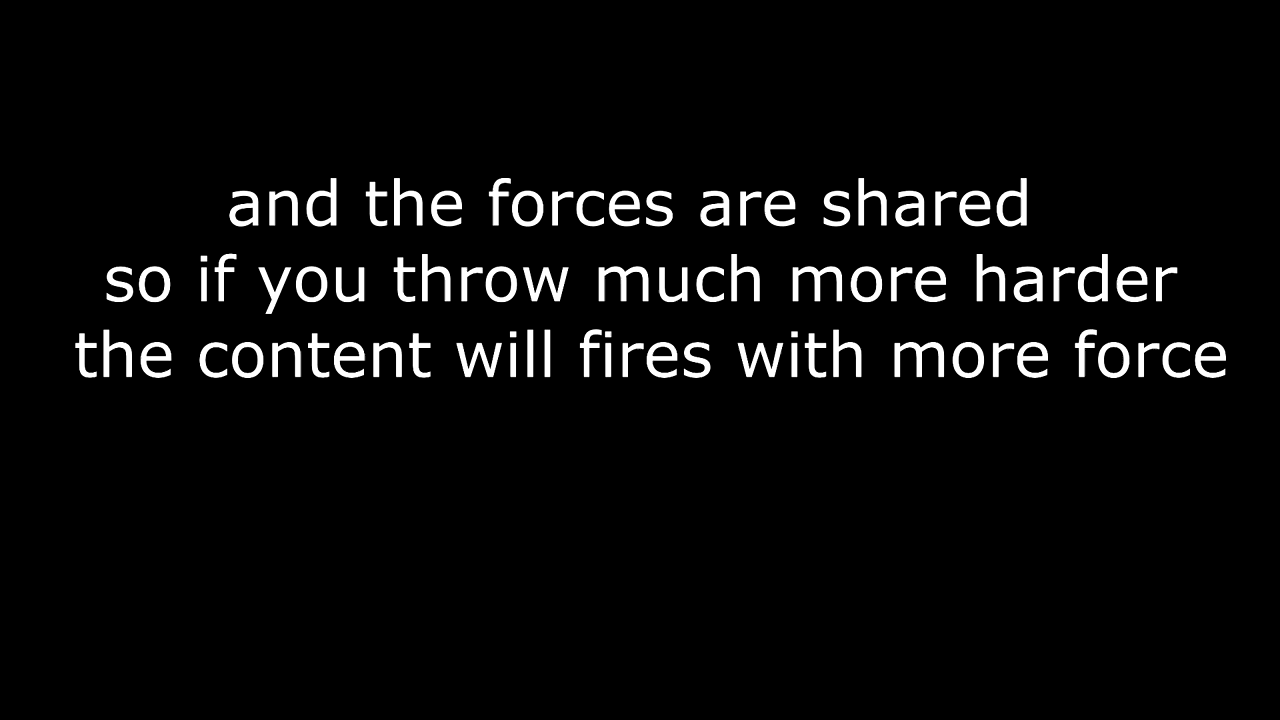 and the forces are shared
so if you throw much more harder
the content will fires with more force